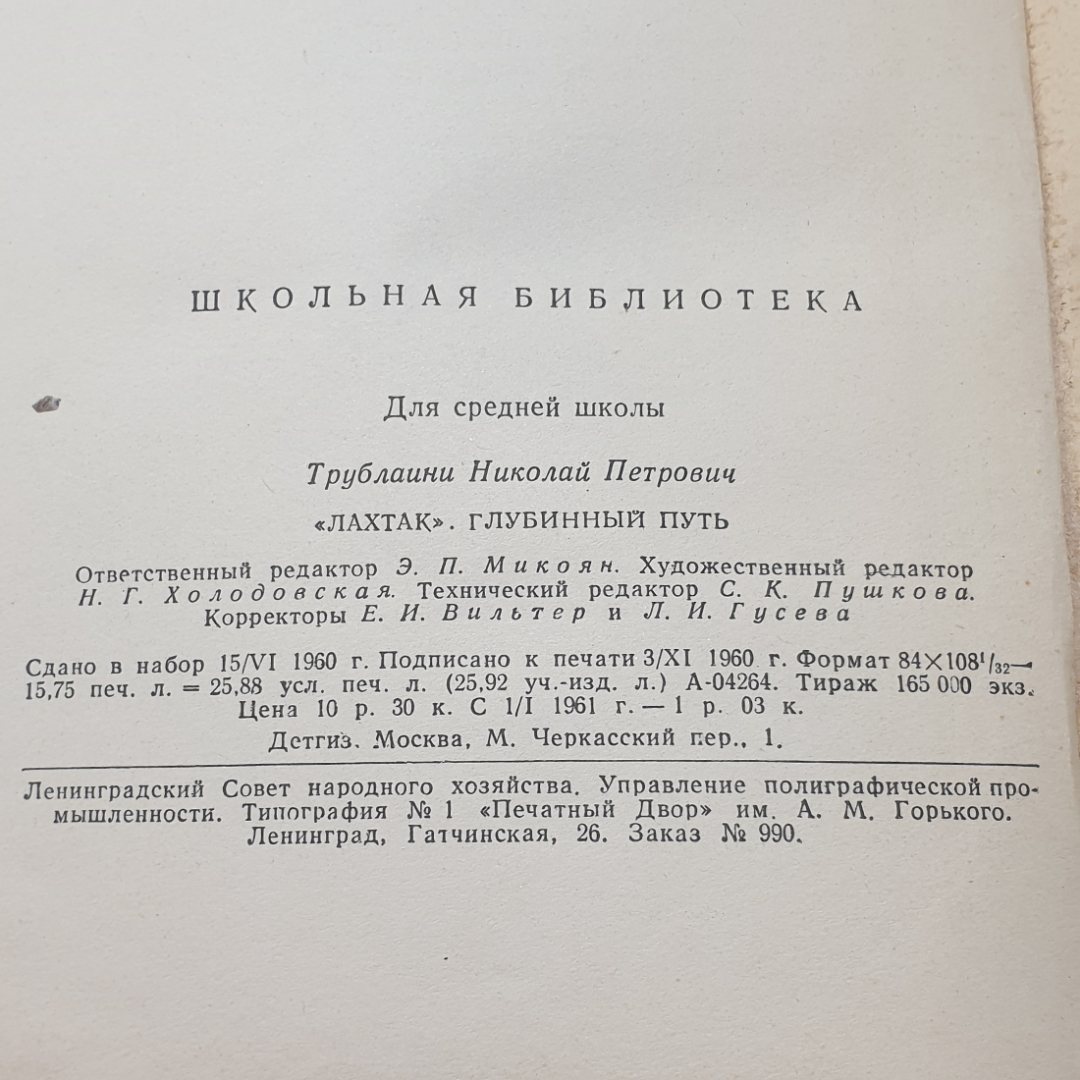 ШКОЛЬНАЯ БИБЛИОТЕКА
Для средней школы
Трублаини Николай Петрович
«ЛАХТАК». ГЛУБИННЫЙ ПУТЬ
Ответственный редактор Э. П. Микоян. Художественный редактор
Н. Г. Холодовская. Технический редактор С. К. Пушкова.
Корректоры Е. И. Вильтер и Л. И. Гусева
Сдано в набор 15/VI 1960 г. Подписано к печати 3/XI 1960 г. Формат 84×108¹/₃₂—
15,75 печ. л. = 25,88 усл. печ. л. (25,92 уч.-изд. л.) А-04264. Тираж 165 000 экз.
Цена 10 р. 30 к. С 1/I 1961 г. — 1 р. 03 к.
Детгиз. Москва, М. Черкасский пер., 1.
Ленинградский Совет народного хозяйства. Управление полиграфической про-
мышленности. Типография № 1 «Печатный Двор» им. А. М. Горького.
Ленинград, Гатчинская, 26. Заказ № 990.